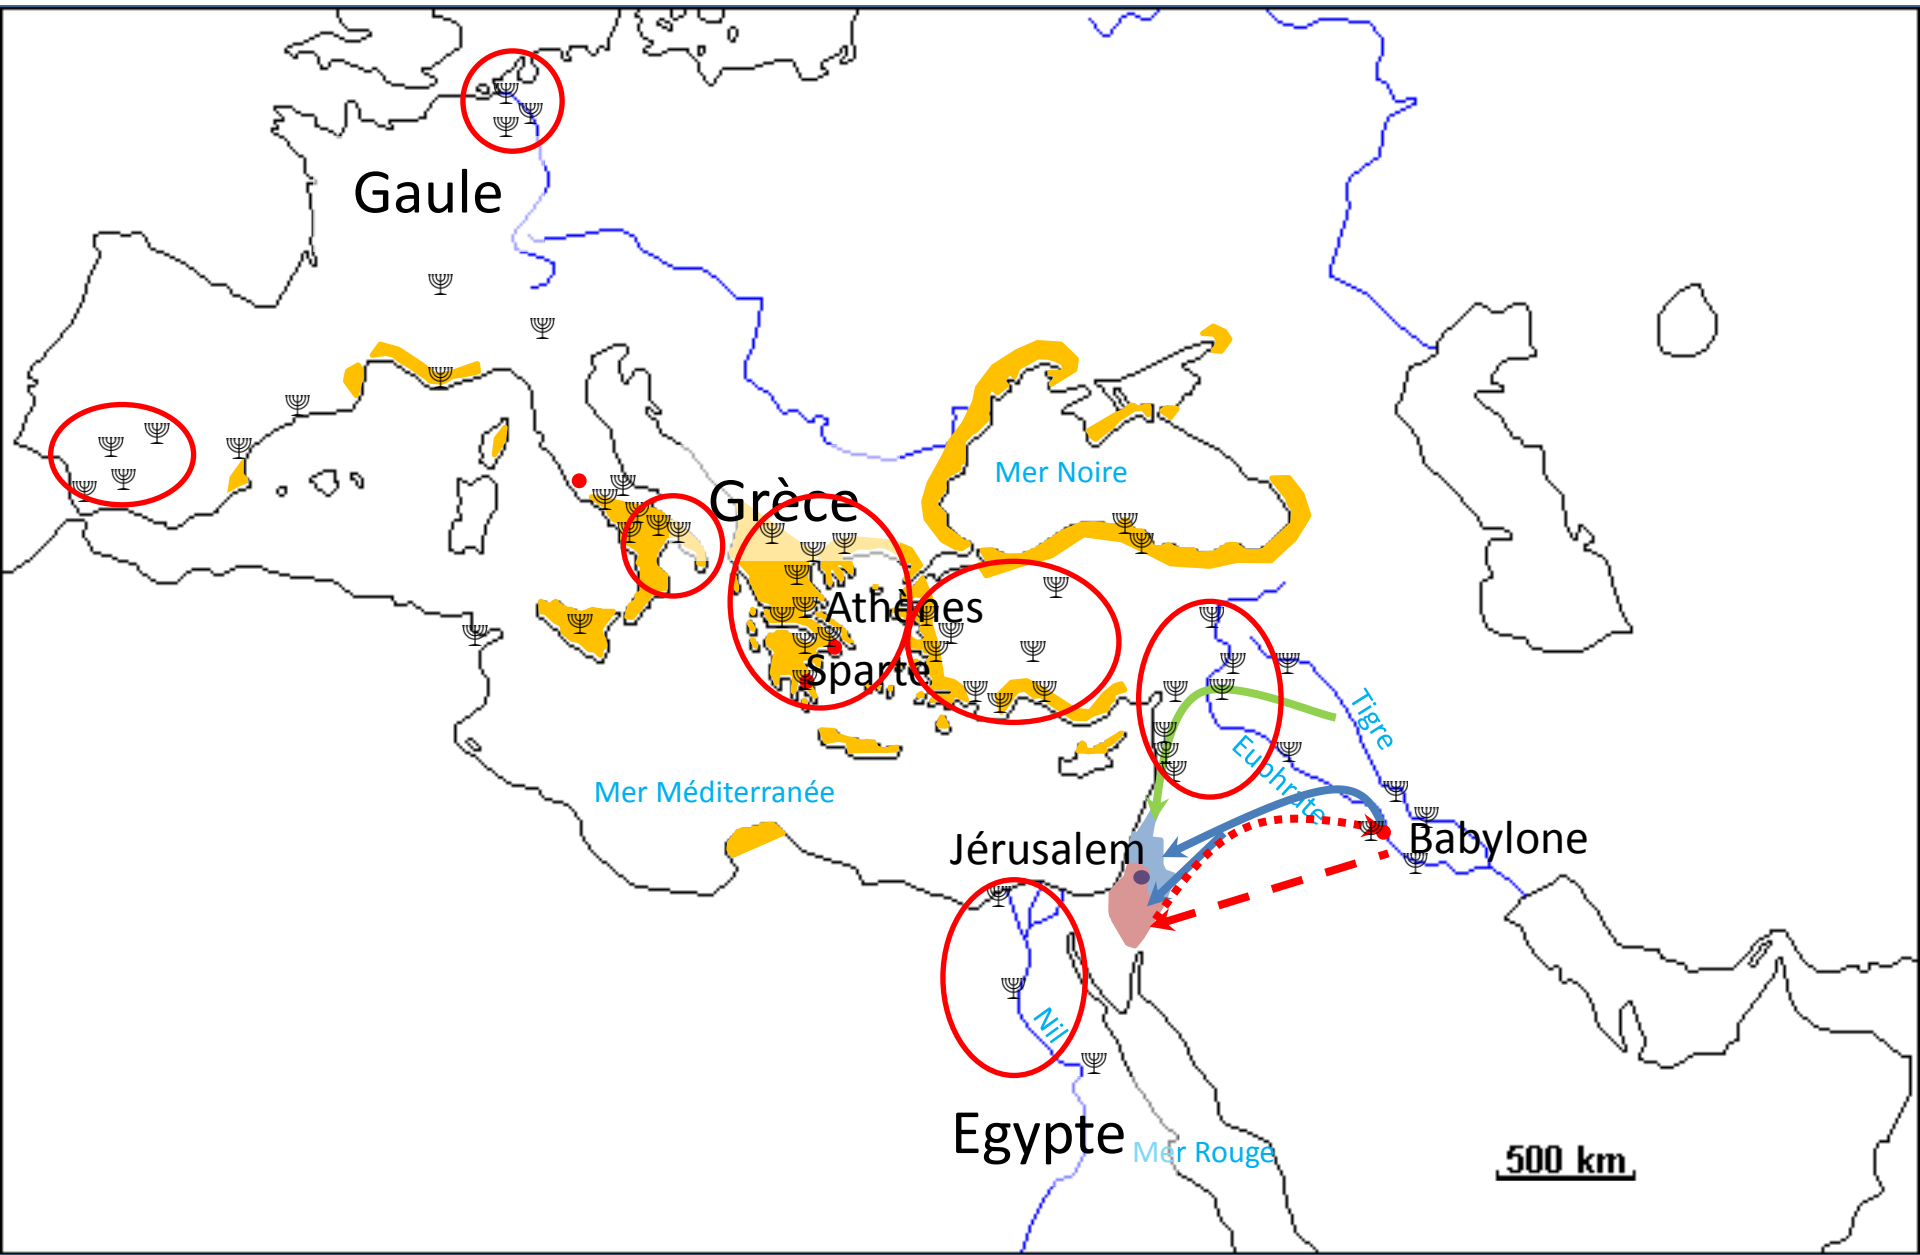 Gaule
Mer Noire
Grèce
Athènes
Sparte
Tigre
Euphrate
Mer Méditerranée
Jérusalem
Babylone
Nil
Egypte
Mer Rouge
500 km